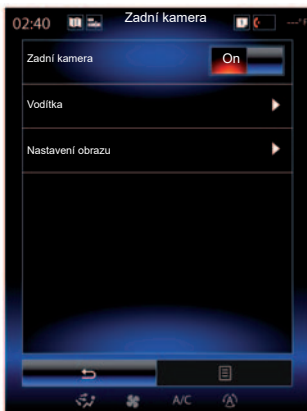 02:40 Zadní kamera ---°F
Zadní kamera On
Vodítka
Nastavení obrazu
A/C